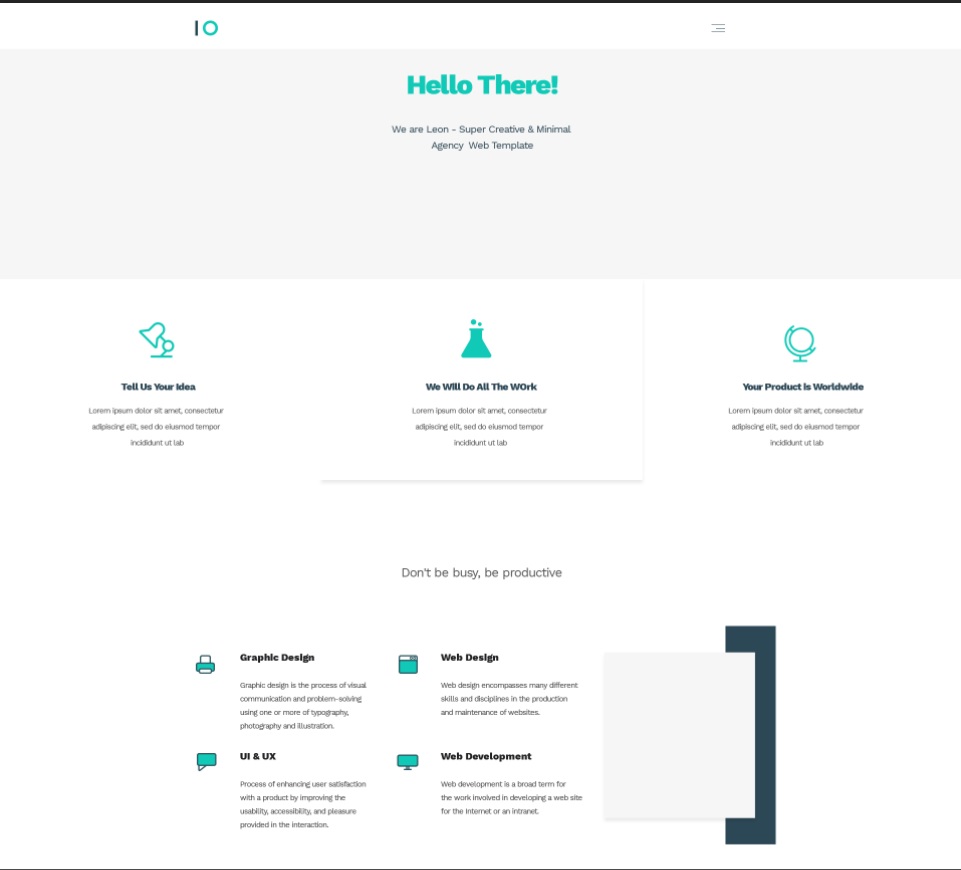 IO
Hello There!
We are Leon - Super Creative & Minimal
Agency Web Template
Tell Us Your Idea
Lorem ipsum dolor sit amet, consectetur
adipiscing elit, sed do eiusmod tempor
incididunt ut lab
We Will Do All The WOrk
Lorem ipsum dolor sit amet, consectetur
adipiscing elit, sed do eiusmod tempor
incididunt ut lab
Your Product is Worldwide
Lorem ipsum dolor sit amet, consectetur
adipiscing elit, sed do eiusmod tempor
incididunt ut lab
Don't be busy, be productive
Graphic Design
Graphic design is the process of visual
communication and problem-solving
using one or more of typography,
photography and illustration.
Web Design
Web design encompasses many different
skills and disciplines in the production
and maintenance of websites.
UI & UX
Process of enhancing user satisfaction
with a product by improving the
usability, accessibility, and pleasure
provided in the interaction.
Web Development
Web development is a broad term for
the work involved in developing a web site
for the Internet or an intranet.